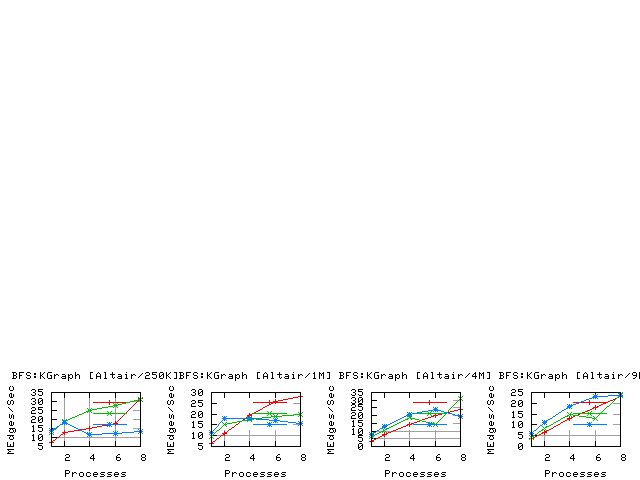 BFS:KGraph [Altair/250K] BFS:KGraph [Altair/1M] BFS:KGraph [Altair/4M] BFS:KGraph [Altair/9
MEdges/Sec MEdges/Sec MEdges/Sec MEdges/Sec
35 30 35 25
30 25 30 20
25 20 25 15
20 15 20 10
15 10 15 5
10 5 10 0
5 5
0
2 4 6 8 2 4 6 8 2 4 6 8 2 4 6 8
Processes Processes Processes Processes